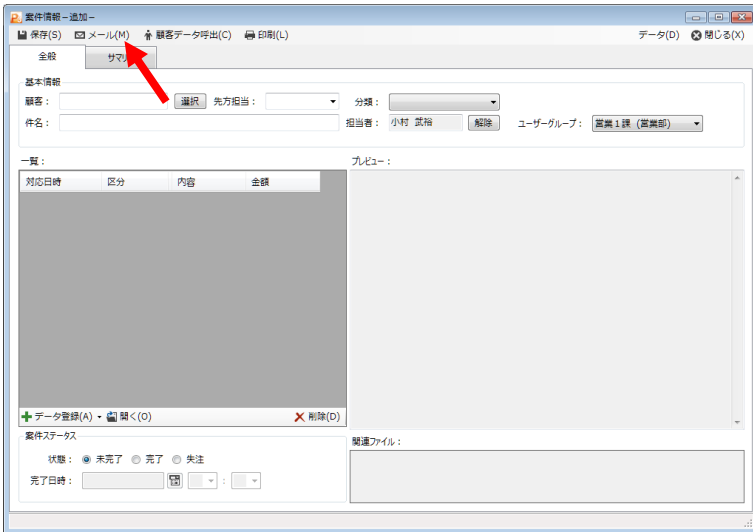 案件情報－追加－
保存(S) メール(M) 顧客データ呼出(C) 印刷(L) データ(D) 閉じる(X)
全般 サマリ
基本情報
顧客： 選択 先方担当： 分類：
件名： 担当者： 小村 武裕 解除 ユーザーグループ： 営業１課 (営業部)
一覧： プレビュー：
対応日時 区分 内容 金額
データ登録(A) 開く(O) 削除(D)
案件ステータス
関連ファイル：
状態： 未完了 完了 失注
完了日時： :